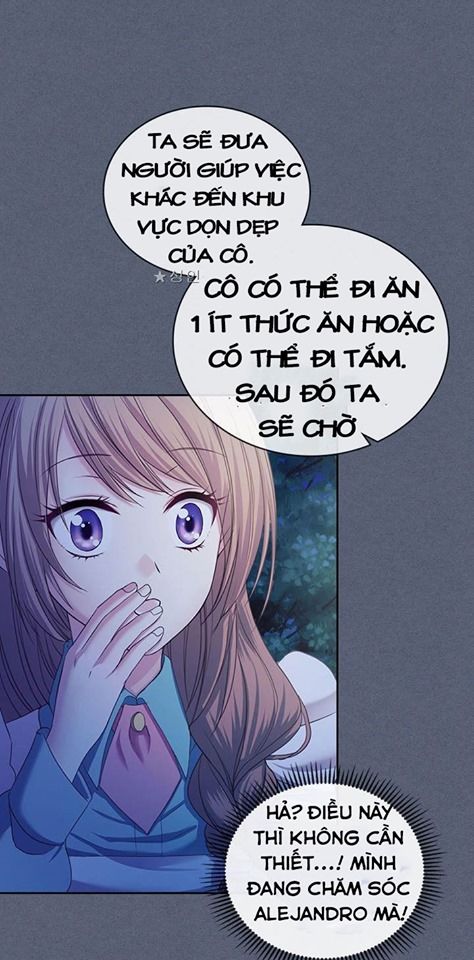 TA SẼ ĐƯA
NGƯỜI GIÚP VIỆC
KHÁC ĐẾN KHU
VỰC DỌN DẸP
CỦA CÔ.
★성인
CÔ CÓ THỂ ĐI ĂN
1 ÍT THỨC ĂN HOẶC
CÓ THỂ ĐI TẮM.
SAU ĐÓ TA
SẼ CHỜ
HẢ? ĐIỀU NÀY
THÌ KHÔNG CẦN
THIẾT...! MÌNH
ĐANG CHĂM SÓC
ALEJANDRO MÀ!